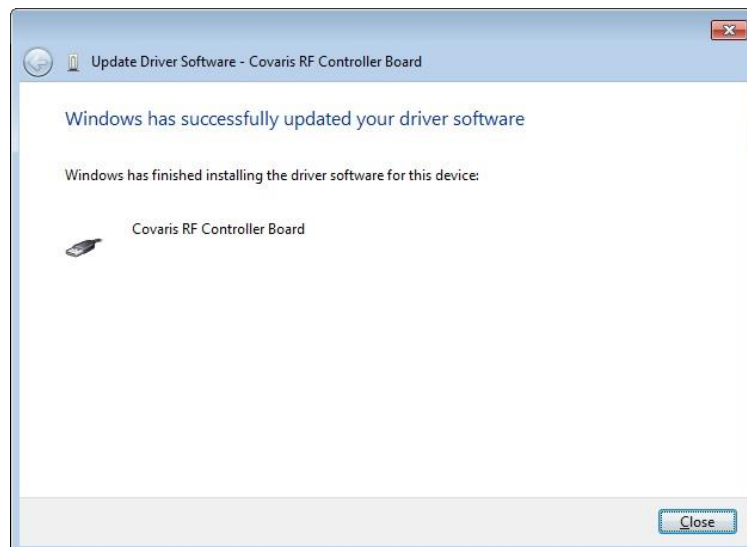 Update Driver Software - Covaris RF Controller Board
Windows has successfully updated your driver software
Windows has finished installing the driver software for this device:
Covaris RF Controller Board
Close